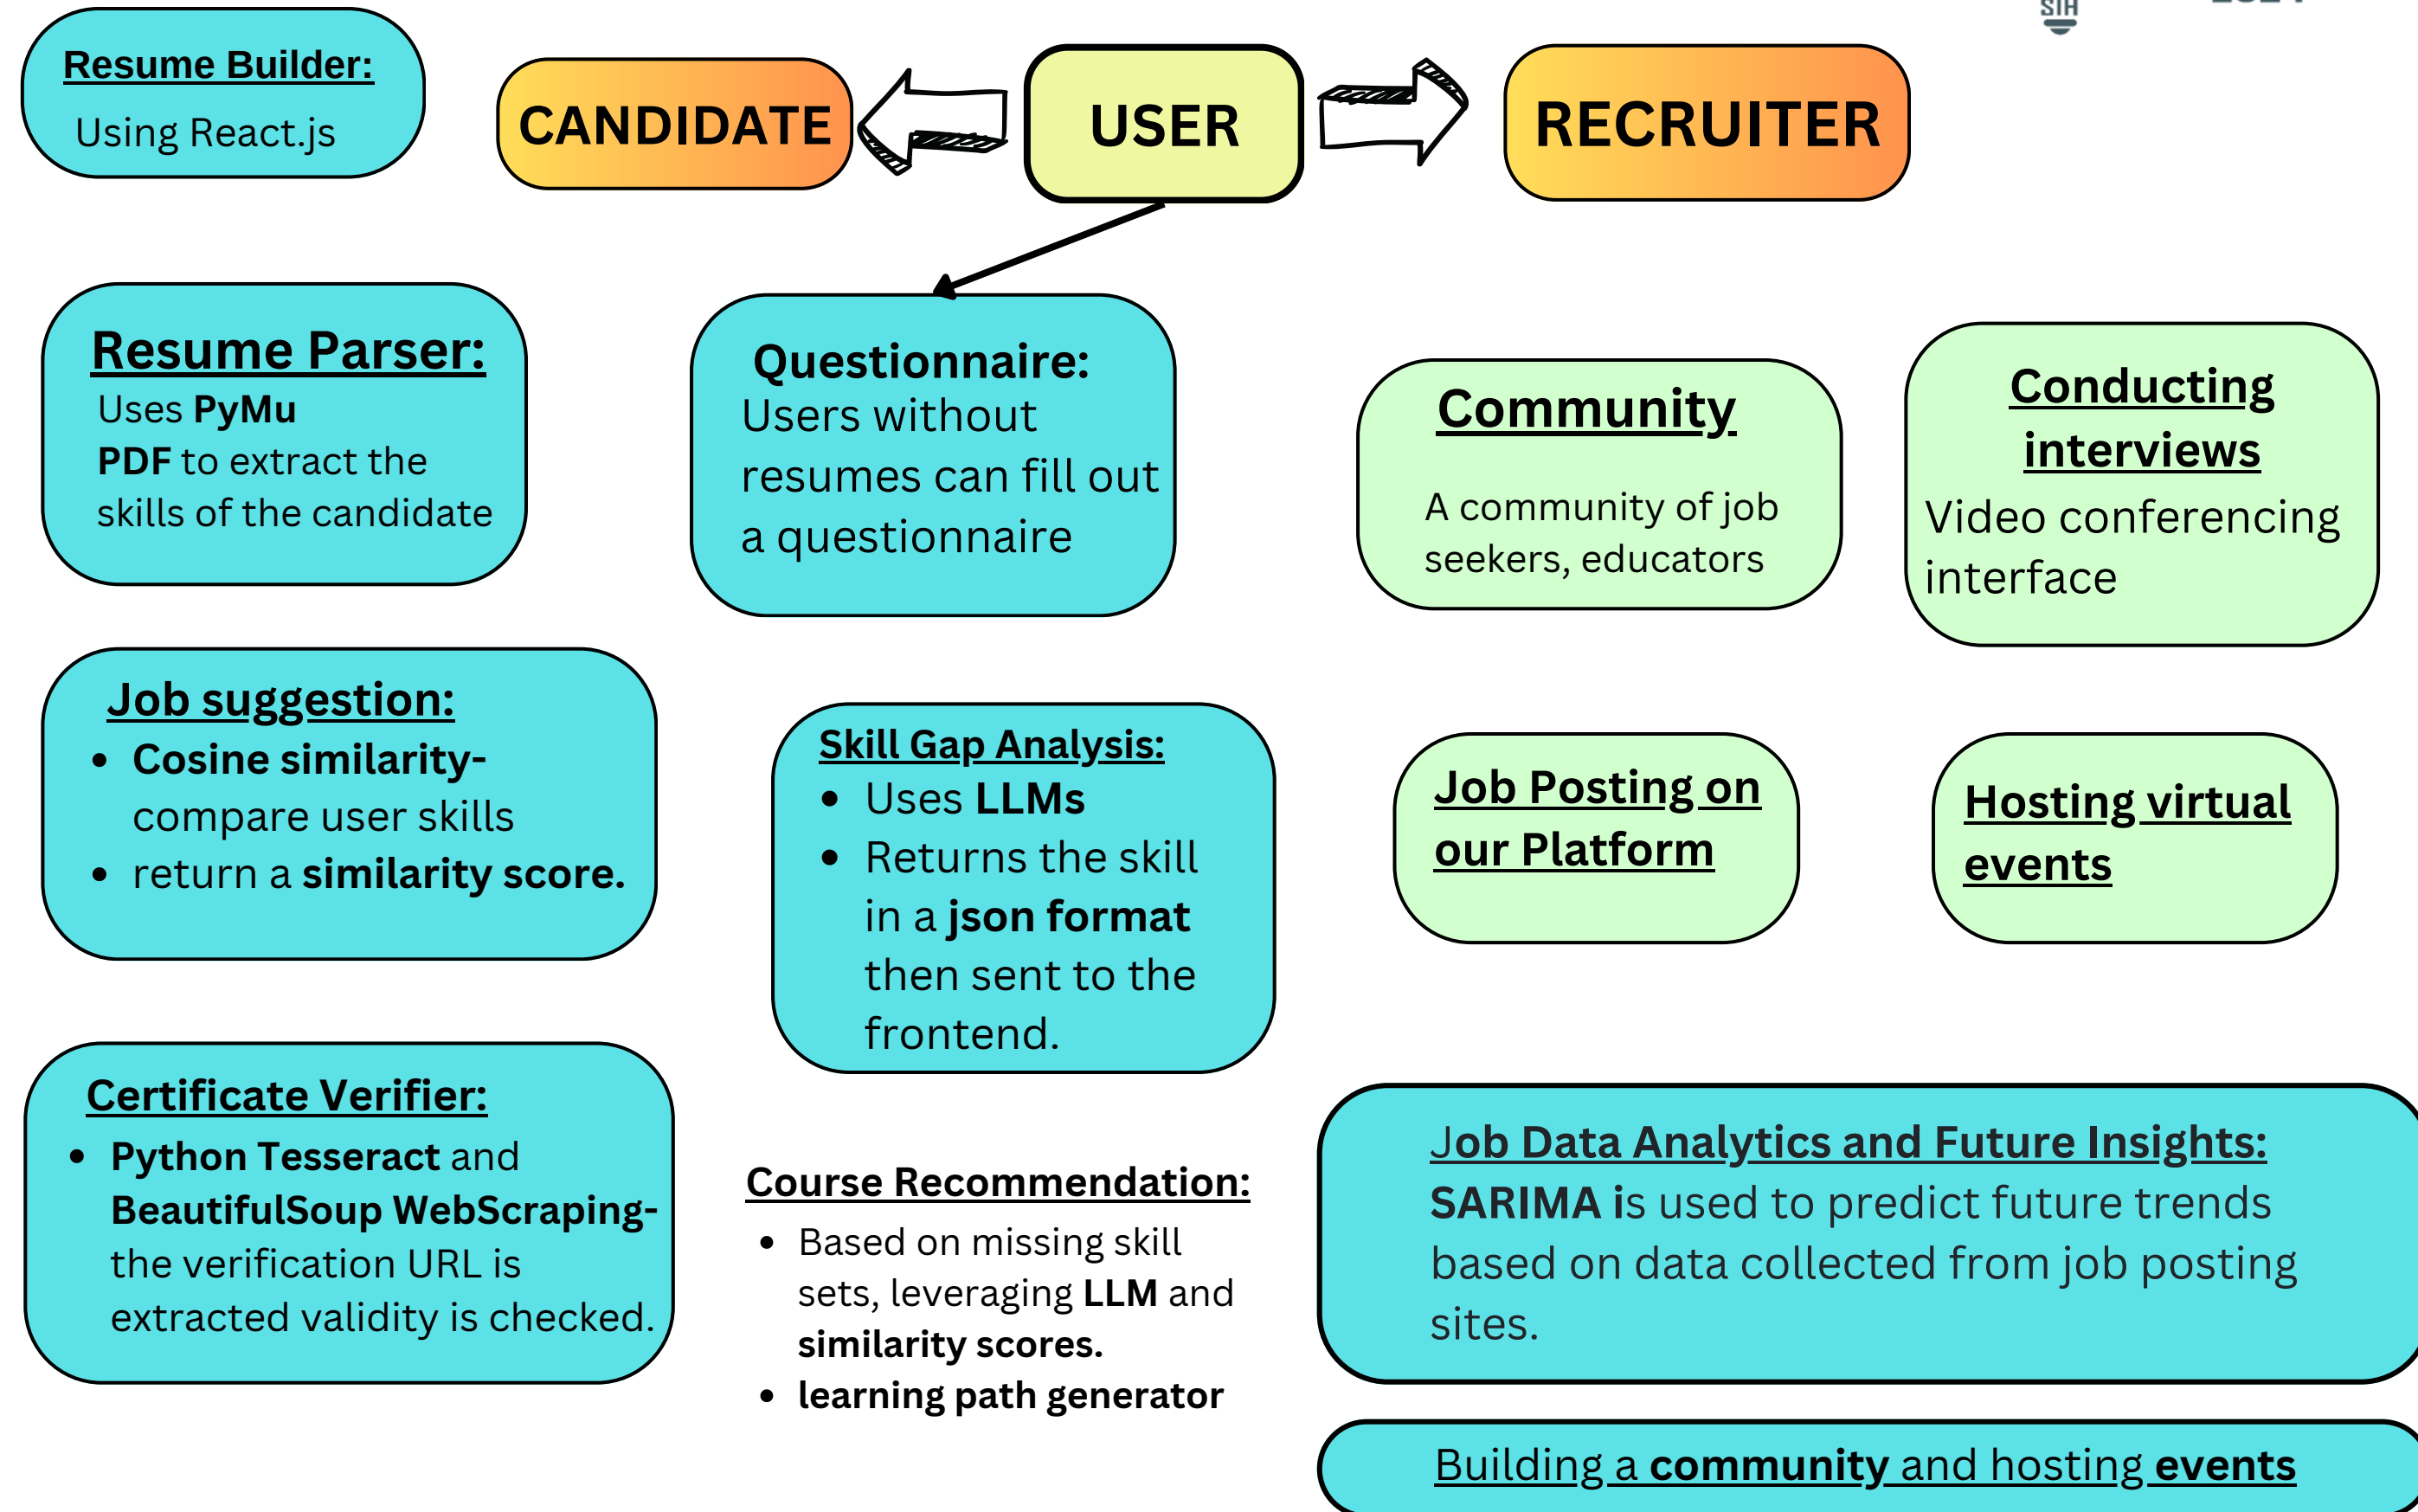 SIH
Resume Builder:
Using React.js
CANDIDATE
USER
RECRUITER
Resume Parser:
Uses PyMu
PDF to extract the
skills of the candidate
Questionnaire:
Users without
resumes can fill out
a questionnaire
Community
A community of job
seekers, educators
Conducting
interviews
Video conferencing
interface
Job suggestion:
• Cosine similarity-
compare user skills
• return a similarity score.
Skill Gap Analysis:
• Uses LLMs
• Returns the skill
in a json format
then sent to the
frontend.
Job Posting on
our Platform
Hosting virtual
events
Certificate Verifier:
• Python Tesseract and
BeautifulSoup WebScraping-
the verification URL is
extracted validity is checked.
Course Recommendation:
• Based on missing skill
sets, leveraging LLM and
similarity scores.
• learning path generator
Job Data Analytics and Future Insights:
SARIMA is used to predict future trends
based on data collected from job posting
sites.
Building a community and hosting events